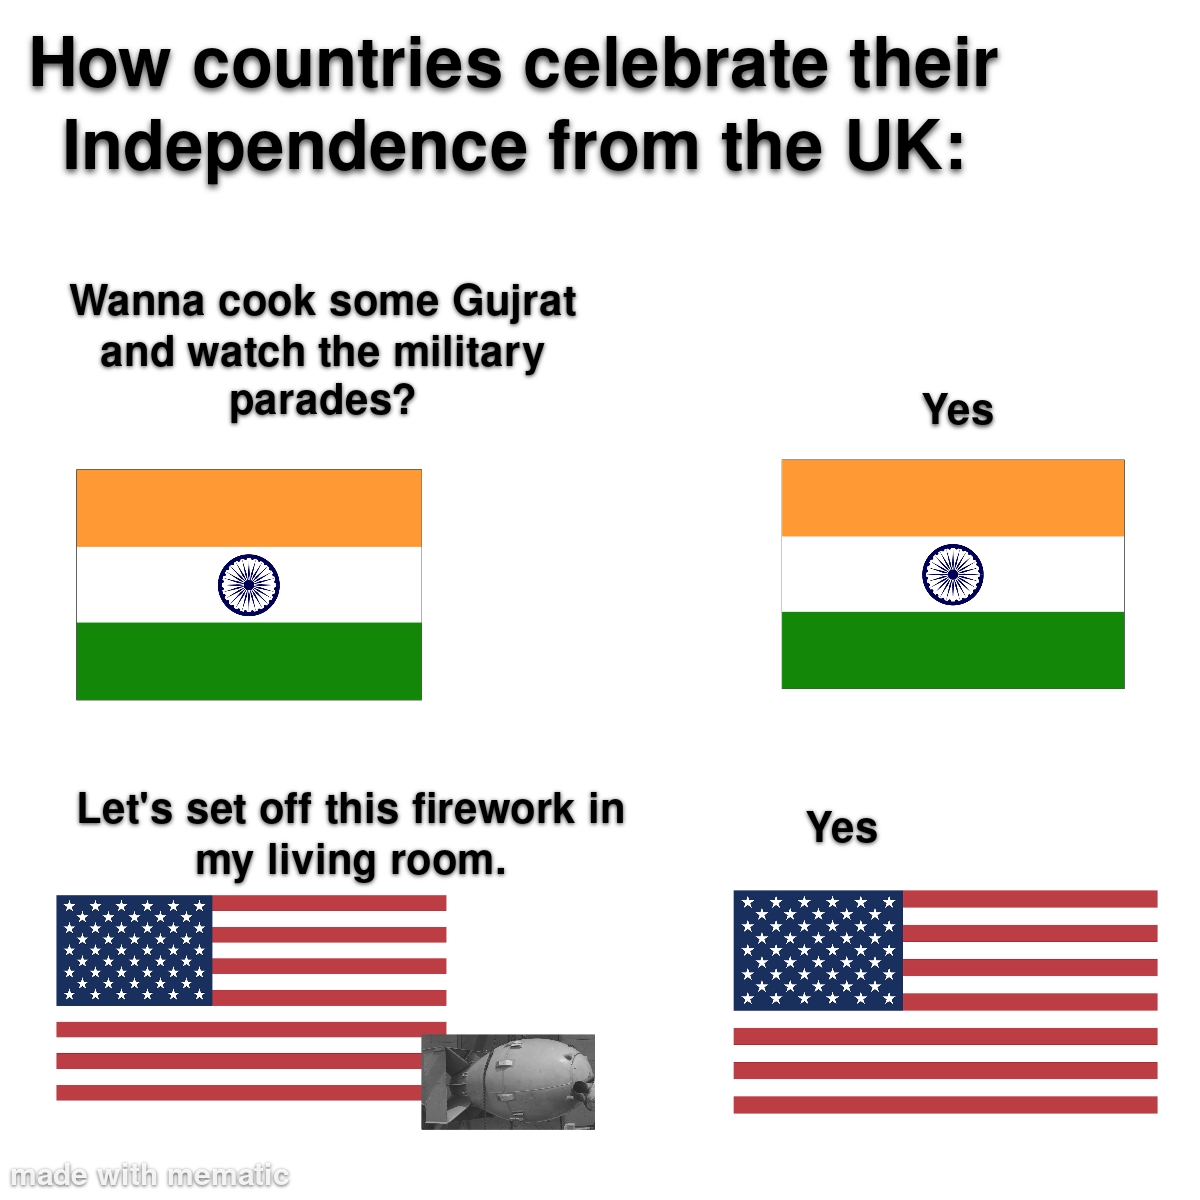 How countries celebrate their
Independence from the UK:
Wanna cook some Gujrat
and watch the military
parades?
Yes
Let's set off this firework in
my living room.
Yes
made with mematic